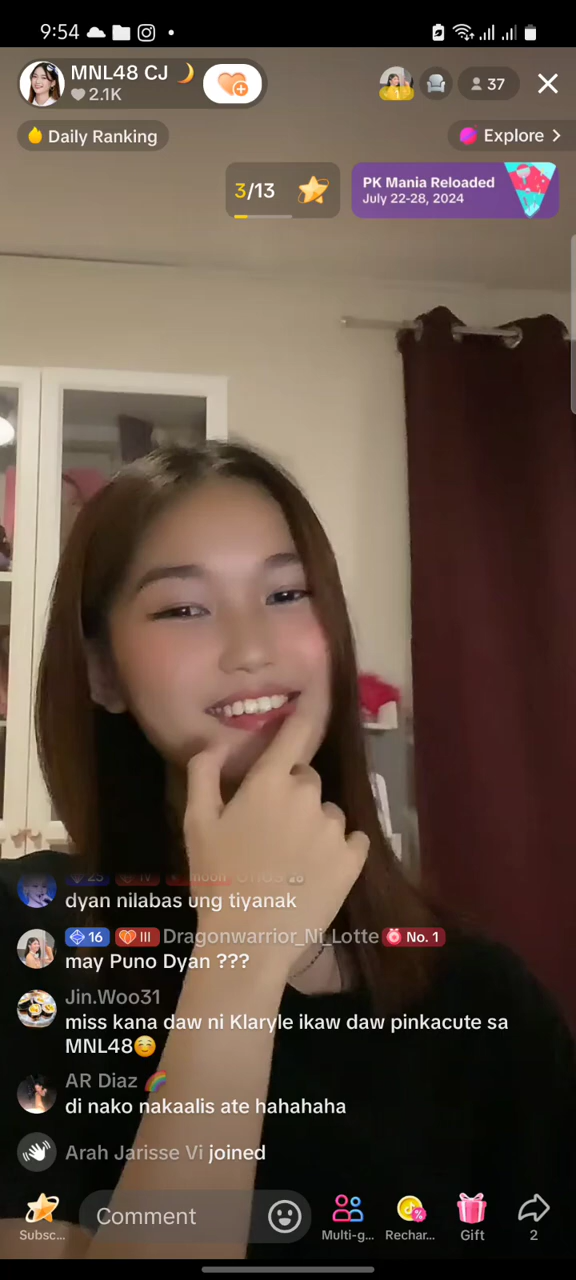 9:54
MNL48 CJ 🌙
2.1K
37
Daily Ranking
Explore >
3/13
PK Mania Reloaded
July 22-28, 2024
dyan nilabas ung tiyanak
16 III Dragonwarrior_Ni_Lotte No. 1
may Puno Dyan ???
Jin.Woo31
miss kana daw ni Klaryle ikaw daw pinkacute sa
MNL48☺️
AR Diaz 🌈
di nako nakaalis ate hahahaha
Arah Jarisse Vi joined
Comment
Subsc...
Multi-g...
Rechar...
Gift
2